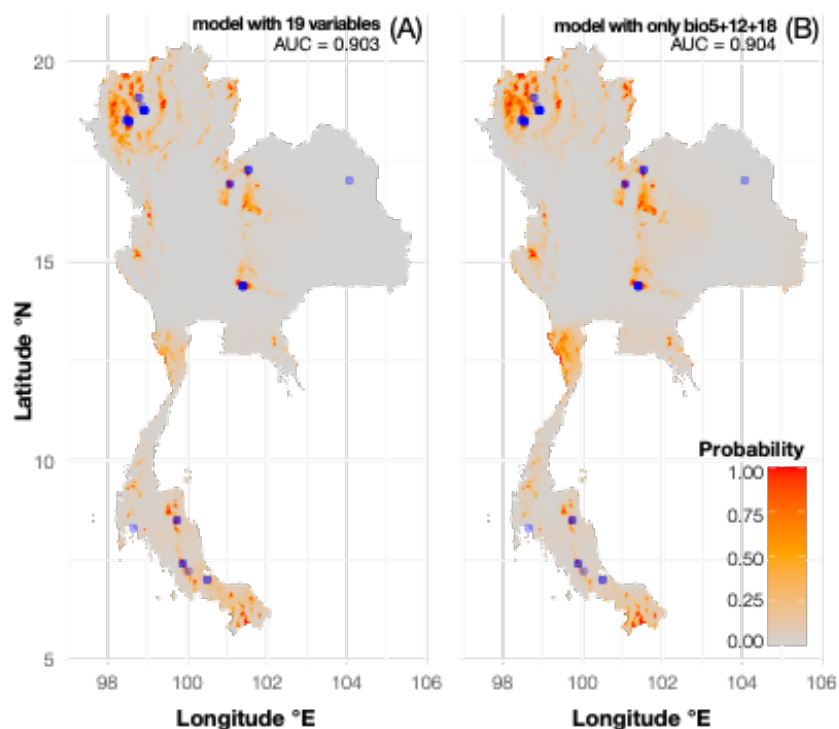 model with 19 variables (A)
AUC = 0.903
model with only bio5+12+18 (B)
AUC = 0.904
20
15
10
5
Latitude °N
Probability
1.00
0.75
0.50
0.25
0.00
98 100 102 104 106
98 100 102 104 106
Longitude °E
Longitude °E